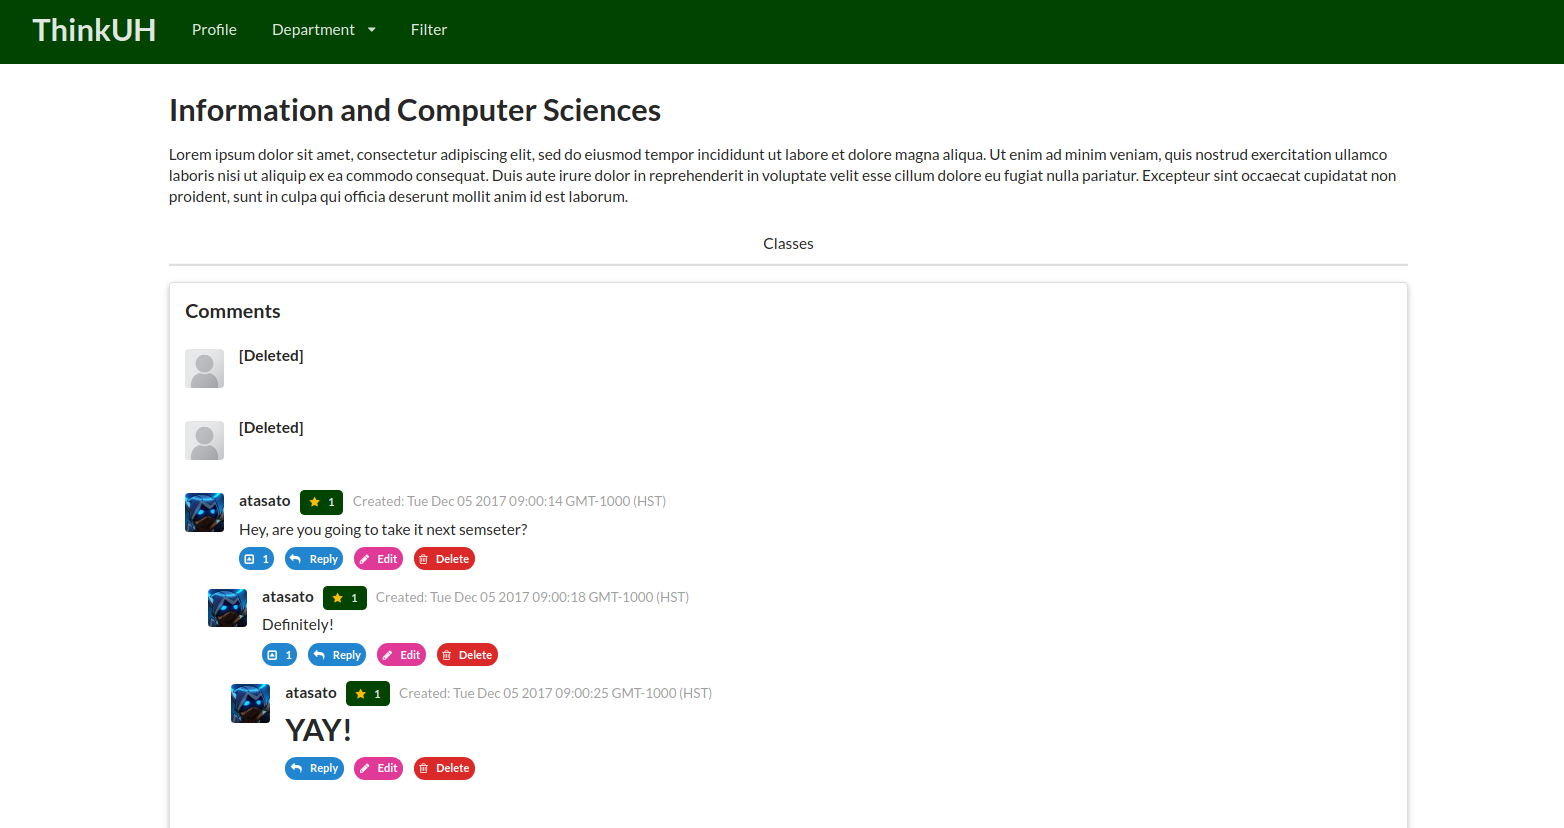 ThinkUH Profile Department Filter
Information and Computer Sciences
Lorem ipsum dolor sit amet, consectetur adipiscing elit, sed do eiusmod tempor incididunt ut labore et dolore magna aliqua. Ut enim ad minim veniam, quis nostrud exercitation ullamco
laboris nisi ut aliquip ex ea commodo consequat. Duis aute irure dolor in reprehenderit in voluptate velit esse cillum dolore eu fugiat nulla pariatur. Excepteur sint occaecat cupidatat non
proident, sunt in culpa qui officia deserunt mollit anim id est laborum.
Classes
Comments
[Deleted]
[Deleted]
atasato 1 Created: Tue Dec 05 2017 09:00:14 GMT-1000 (HST)
Hey, are you going to take it next semseter?
1 Reply Edit Delete
atasato 1 Created: Tue Dec 05 2017 09:00:18 GMT-1000 (HST)
Definitely!
1 Reply Edit Delete
atasato 1 Created: Tue Dec 05 2017 09:00:25 GMT-1000 (HST)
YAY!
Reply Edit Delete